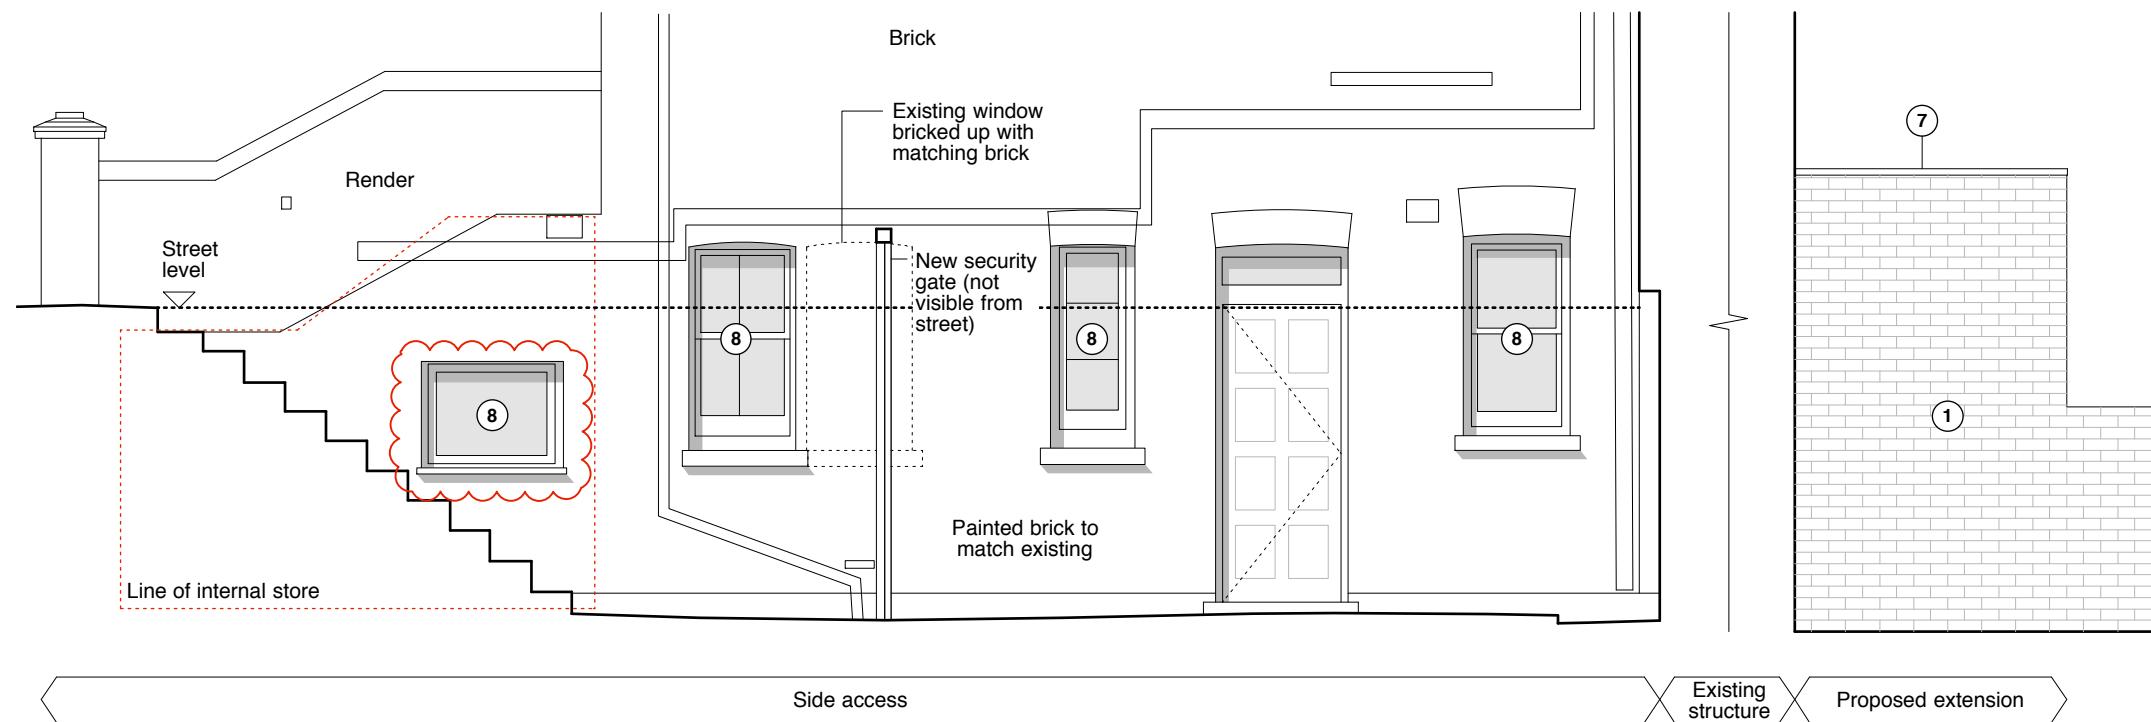 Brick
Existing window
bricked up with
matching brick
7
Render
Street
level
New security
gate (not
visible from
street)
8
8
8
8
1
Painted brick to
match existing
Line of internal store
Side access
Existing
structure
Proposed extension